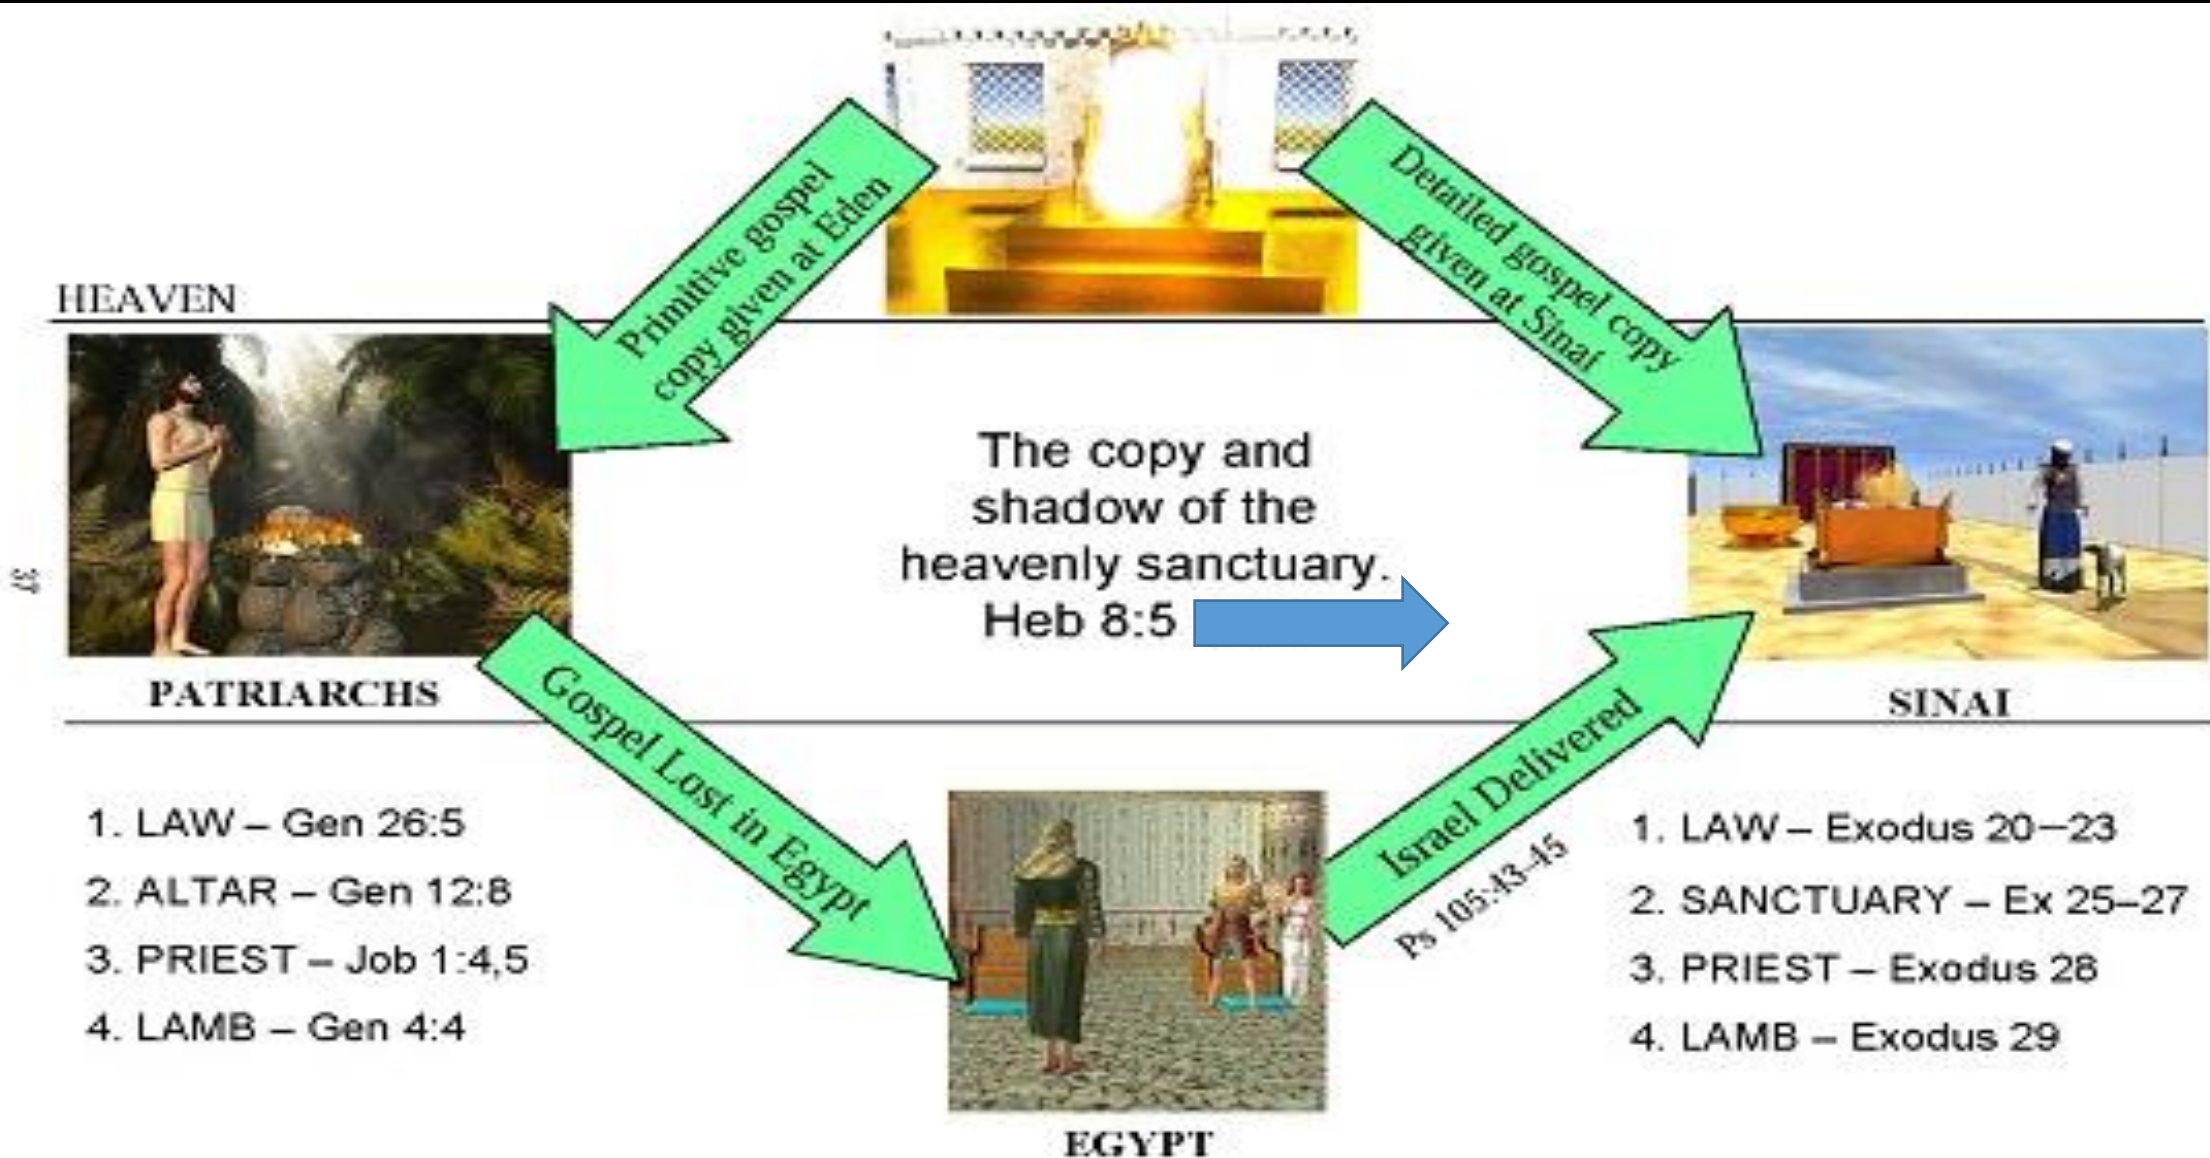 HEAVEN
Primitive gospel
copy given at Eden
Detailed gospel copy
given at Sinai
The copy and
shadow of the
heavenly sanctuary.
Heb 8:5
37
PATRIARCHS
SINAI
Gospel Lost in Egypt
Israel Delivered
Ps 105:43-45
1. LAW – Gen 26:5
2. ALTAR – Gen 12:8
3. PRIEST – Job 1:4,5
4. LAMB – Gen 4:4
1. LAW – Exodus 20–23
2. SANCTUARY – Ex 25–27
3. PRIEST – Exodus 28
4. LAMB – Exodus 29
EGYPT